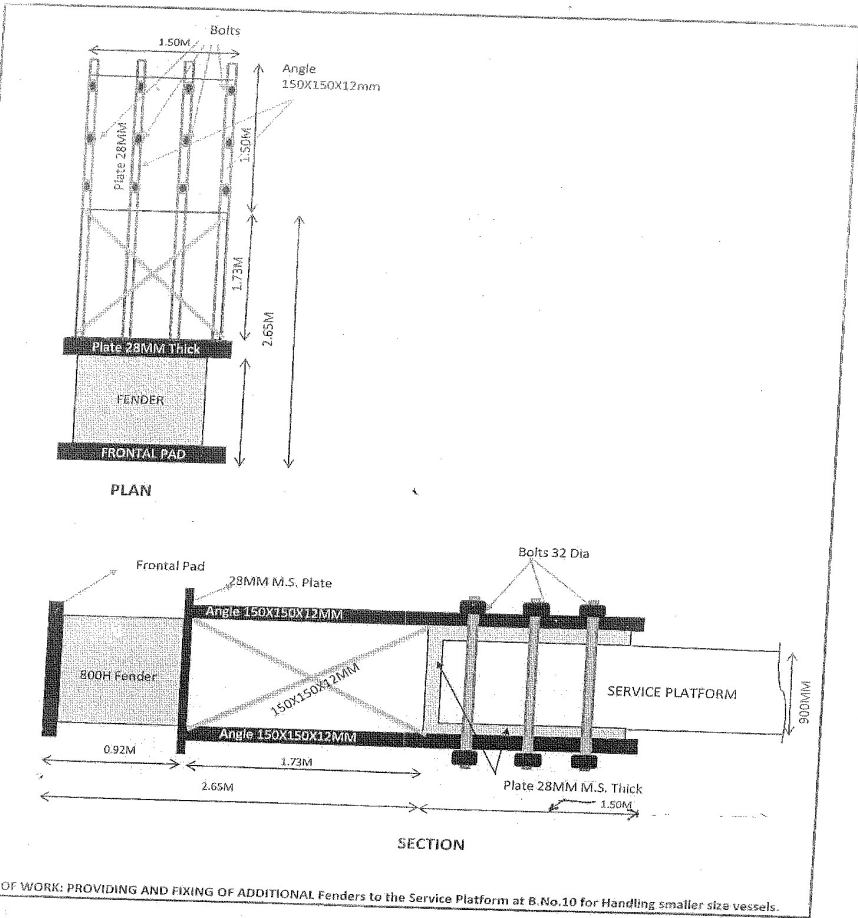 Bolts
1.50M
Angle
150X150X12mm
Plate 28MM
1.50M
1.73M
2.65M
Plate 28MM Thick
FENDER
FRONTAL PAD
PLAN
Frontal Pad
28MM M.S. Plate
Bolts 32 Dia
Angle 150X150X12MM
800H Fender
150X150X12MM
SERVICE PLATFORM
900MM
Angle 150X150X12MM
0.92M
1.73M
Plate 28MM M.S. Thick
2.65M
1.50M
SECTION
OF WORK: PROVIDING AND FIXING OF ADDITIONAL Fenders to the Service Platform at B.No.10 for Handling smaller size vessels.